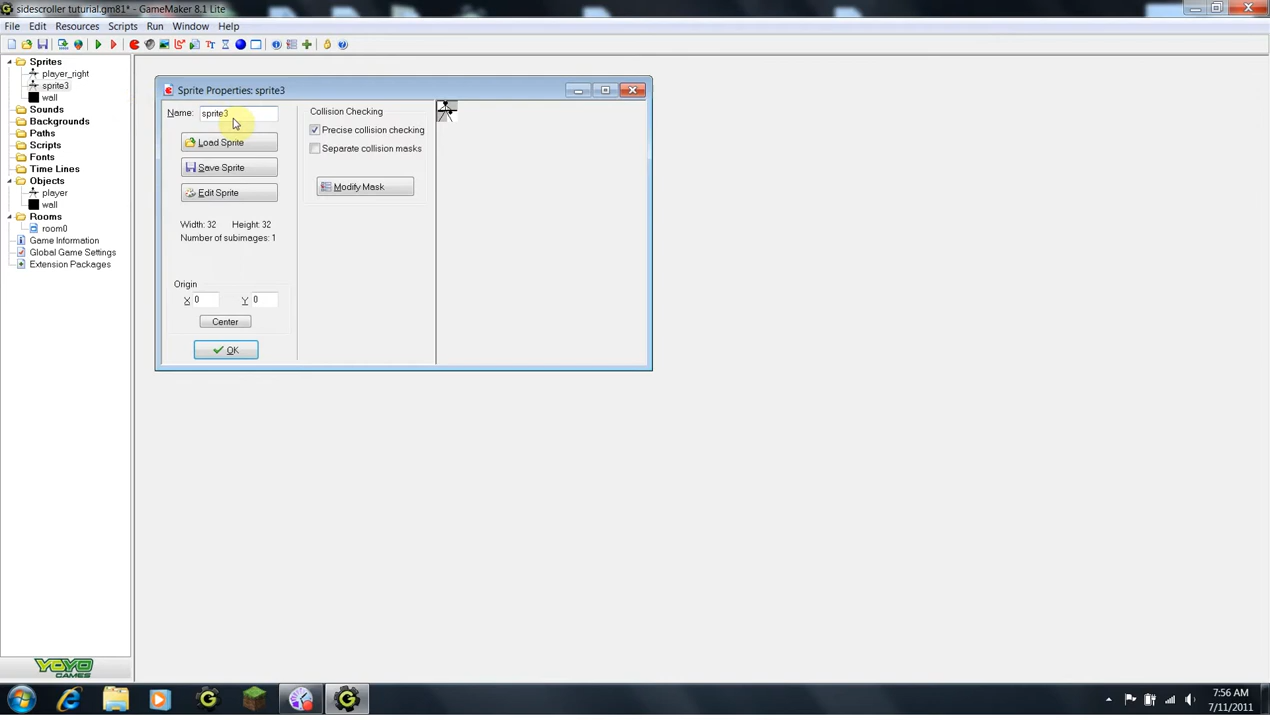 sidescroller tuturial.gm81* - GameMaker 8.1 Lite
File Edit Resources Scripts Run Window Help
Sprites
player_right
sprite3
wall
Sounds
Backgrounds
Paths
Scripts
Fonts
Time Lines
Objects
player
wall
Rooms
room0
Game Information
Global Game Settings
Extension Packages
YOYO
GAMES
Sprite Properties: sprite3
Name: sprite3
Load Sprite
Save Sprite
Edit Sprite
Width: 32 Height: 32
Number of subimages: 1
Origin
X 0 Y 0
Center
OK
Collision Checking
Precise collision checking
Separate collision masks
Modify Mask
7:56 AM
7/11/2011